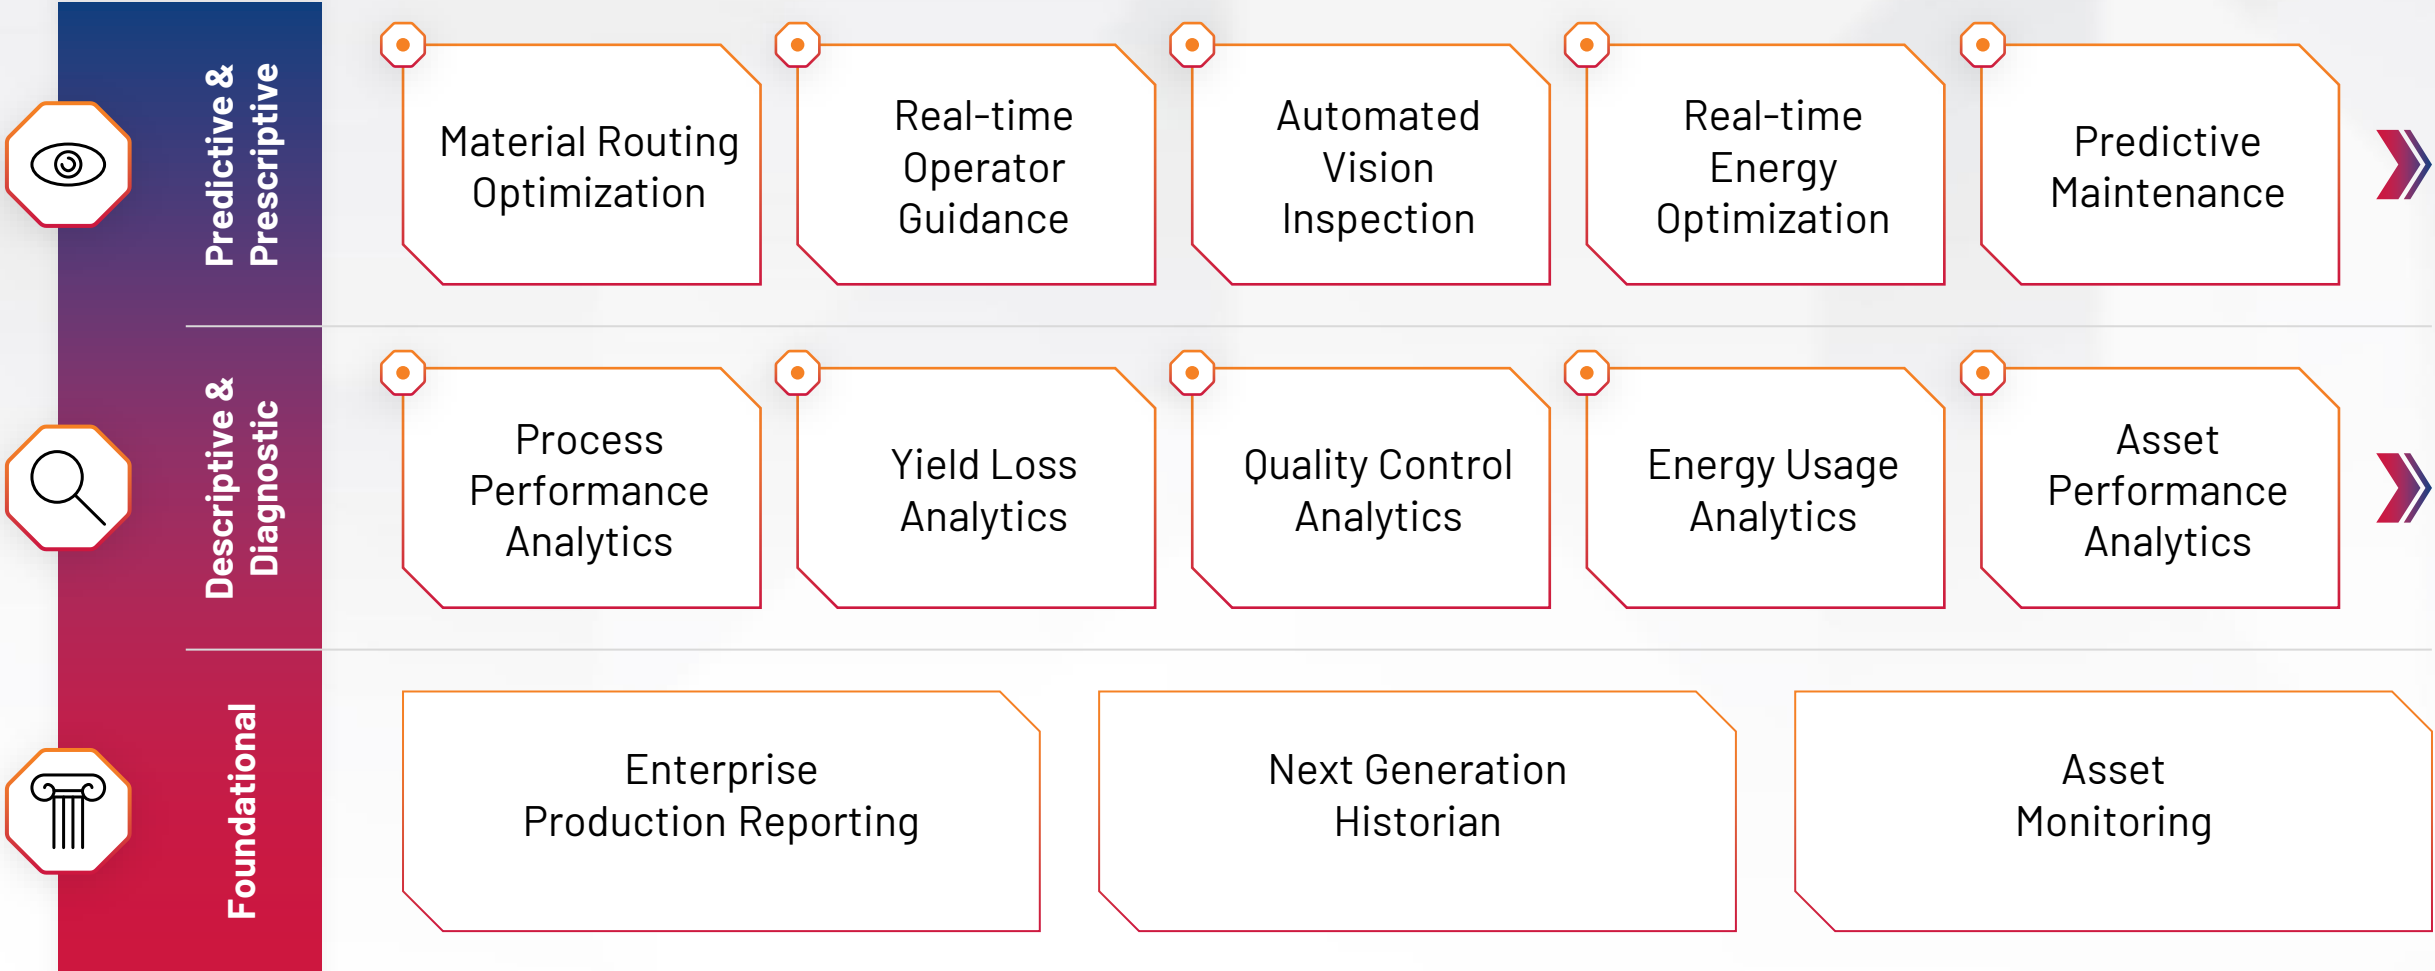 Predictive &
Prescriptive
Material Routing
Optimization
Real-time
Operator
Guidance
Automated
Vision
Inspection
Real-time
Energy
Optimization
Predictive
Maintenance
Descriptive &
Diagnostic
Process
Performance
Analytics
Yield Loss
Analytics
Quality Control
Analytics
Energy Usage
Analytics
Asset
Performance
Analytics
Foundational
Enterprise
Production Reporting
Next Generation
Historian
Asset
Monitoring